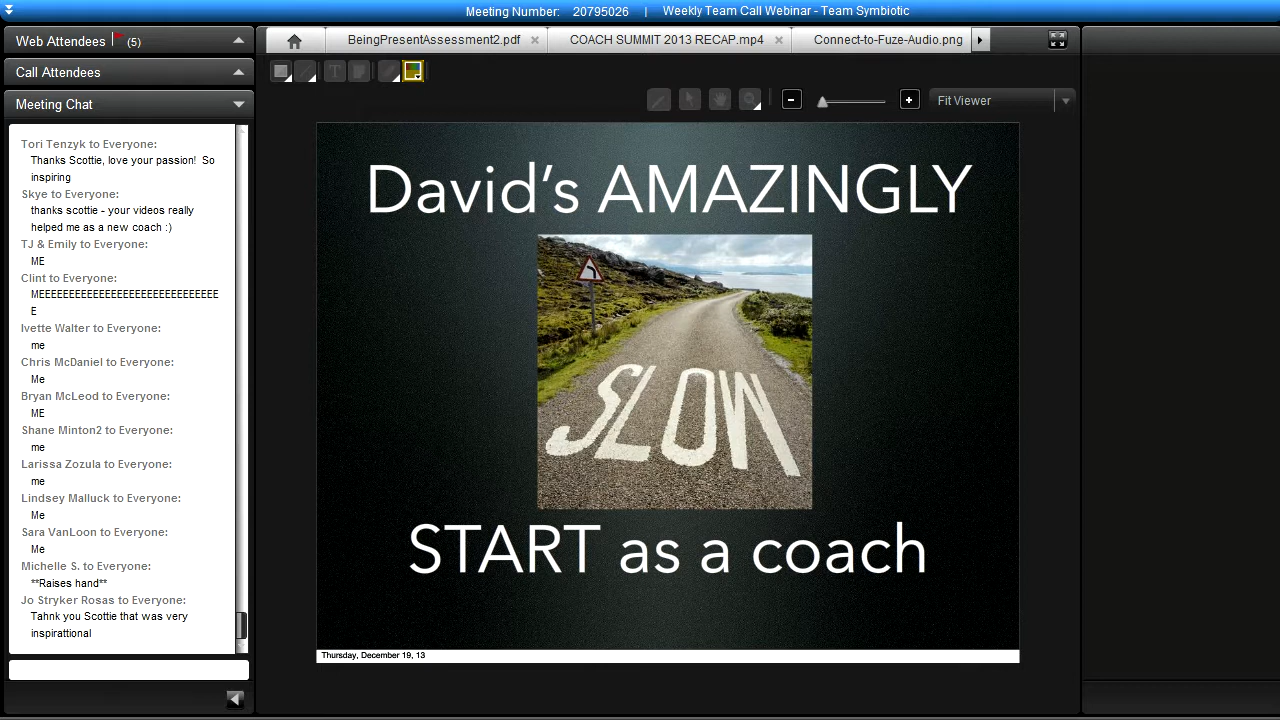 Meeting Number: 20795026 | Weekly Team Call Webinar - Team Symbiotic
Web Attendees (5)
Call Attendees
Meeting Chat
Tori Tenzyk to Everyone:
Thanks Scottie, love your passion! So
inspiring
Skye to Everyone:
thanks scottie - your videos really
helped me as a new coach :)
TJ & Emily to Everyone:
ME
Clint to Everyone:
MEEEEEEEEEEEEEEEEEEEEEEEEEEEEEE
E
Ivette Walter to Everyone:
me
Chris McDaniel to Everyone:
Me
Bryan McLeod to Everyone:
ME
Shane Minton2 to Everyone:
me
Larissa Zozula to Everyone:
me
Lindsey Malluck to Everyone:
Me
Sara VanLoon to Everyone:
Me
Michelle S. to Everyone:
**Raises hand**
Jo Stryker Rosas to Everyone:
Tahnk you Scottie that was very
inspirattional
BeingPresentAssessment2.pdf
COACH SUMMIT 2013 RECAP.mp4
Connect-to-Fuze-Audio.png
T
Fit Viewer
David's AMAZINGLY
SLOW
START as a coach
Thursday, December 19, 13